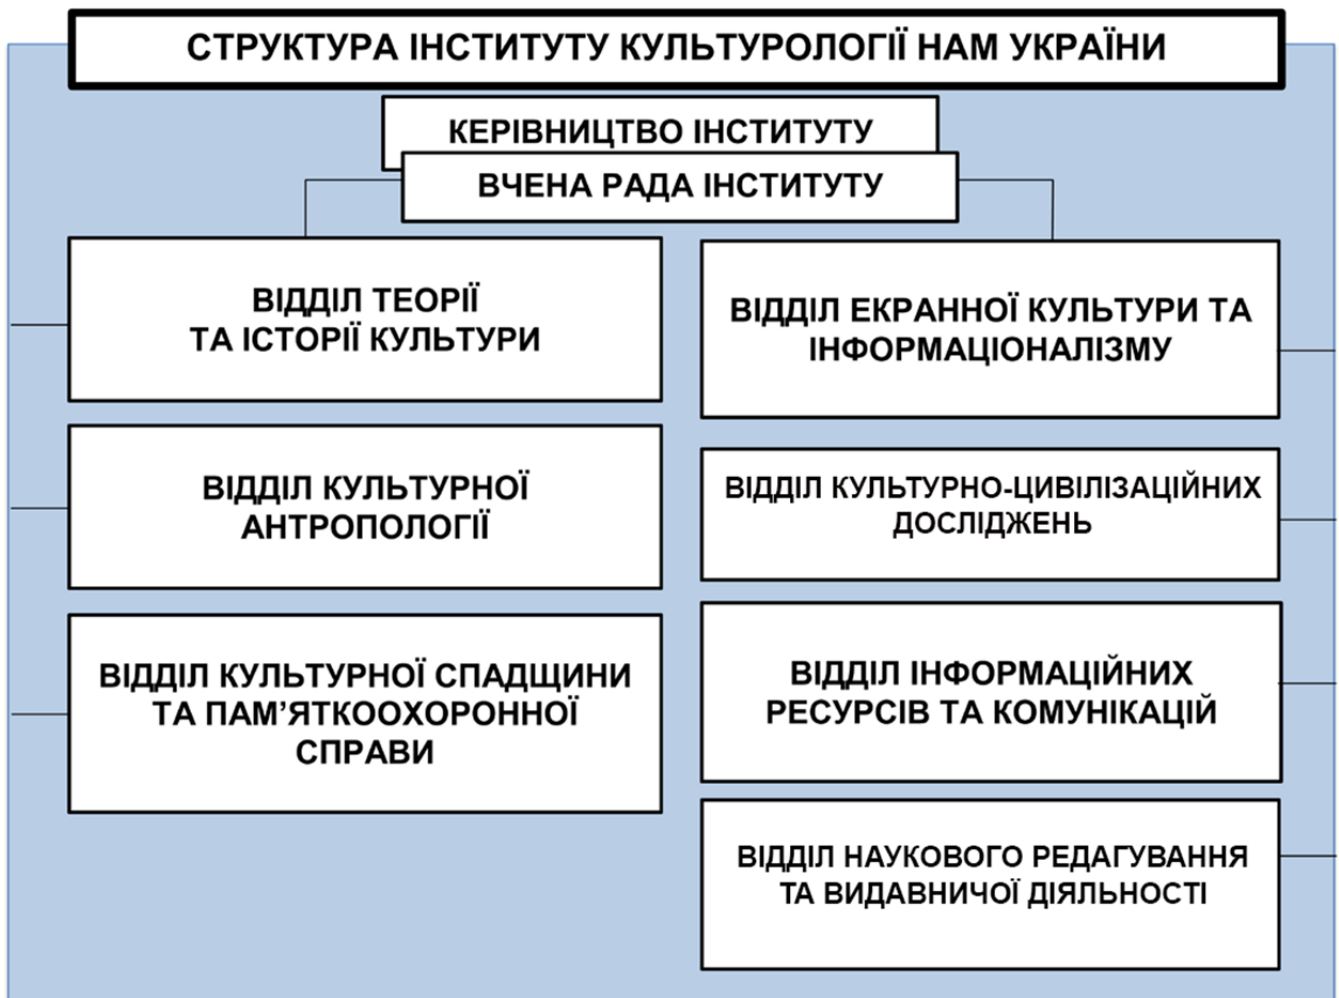 СТРУКТУРА ІНСТИТУТУ КУЛЬТУРОЛОГІЇ НАМ УКРАЇНИ
КЕРІВНИЦТВО ІНСТИТУТУ
ВЧЕНА РАДА ІНСТИТУТУ
ВІДДІЛ ТЕОРІЇ
ТА ІСТОРІЇ КУЛЬТУРИ
ВІДДІЛ КУЛЬТУРНОЇ
АНТРОПОЛОГІЇ
ВІДДІЛ КУЛЬТУРНОЇ СПАДЩИНИ
ТА ПАМ’ЯТКООХОРОННОЇ
СПРАВИ
ВІДДІЛ ЕКРАННОЇ КУЛЬТУРИ ТА
ІНФОРМАЦІОНАЛІЗМУ
ВІДДІЛ КУЛЬТУРНО-ЦИВІЛІЗАЦІЙНИХ
ДОСЛІДЖЕНЬ
ВІДДІЛ ІНФОРМАЦІЙНИХ
РЕСУРСІВ ТА КОМУНІКАЦІЙ
ВІДДІЛ НАУКОВОГО РЕДАГУВАННЯ
ТА ВИДАВНИЧОЇ ДІЯЛЬНОСТІ